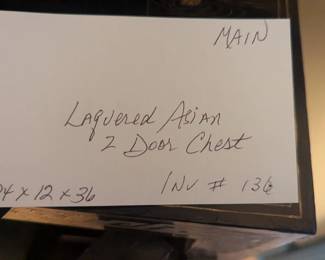 MAIN
Laquered Asian
2 Door Chest
4 x 12 x 36
INV # 136